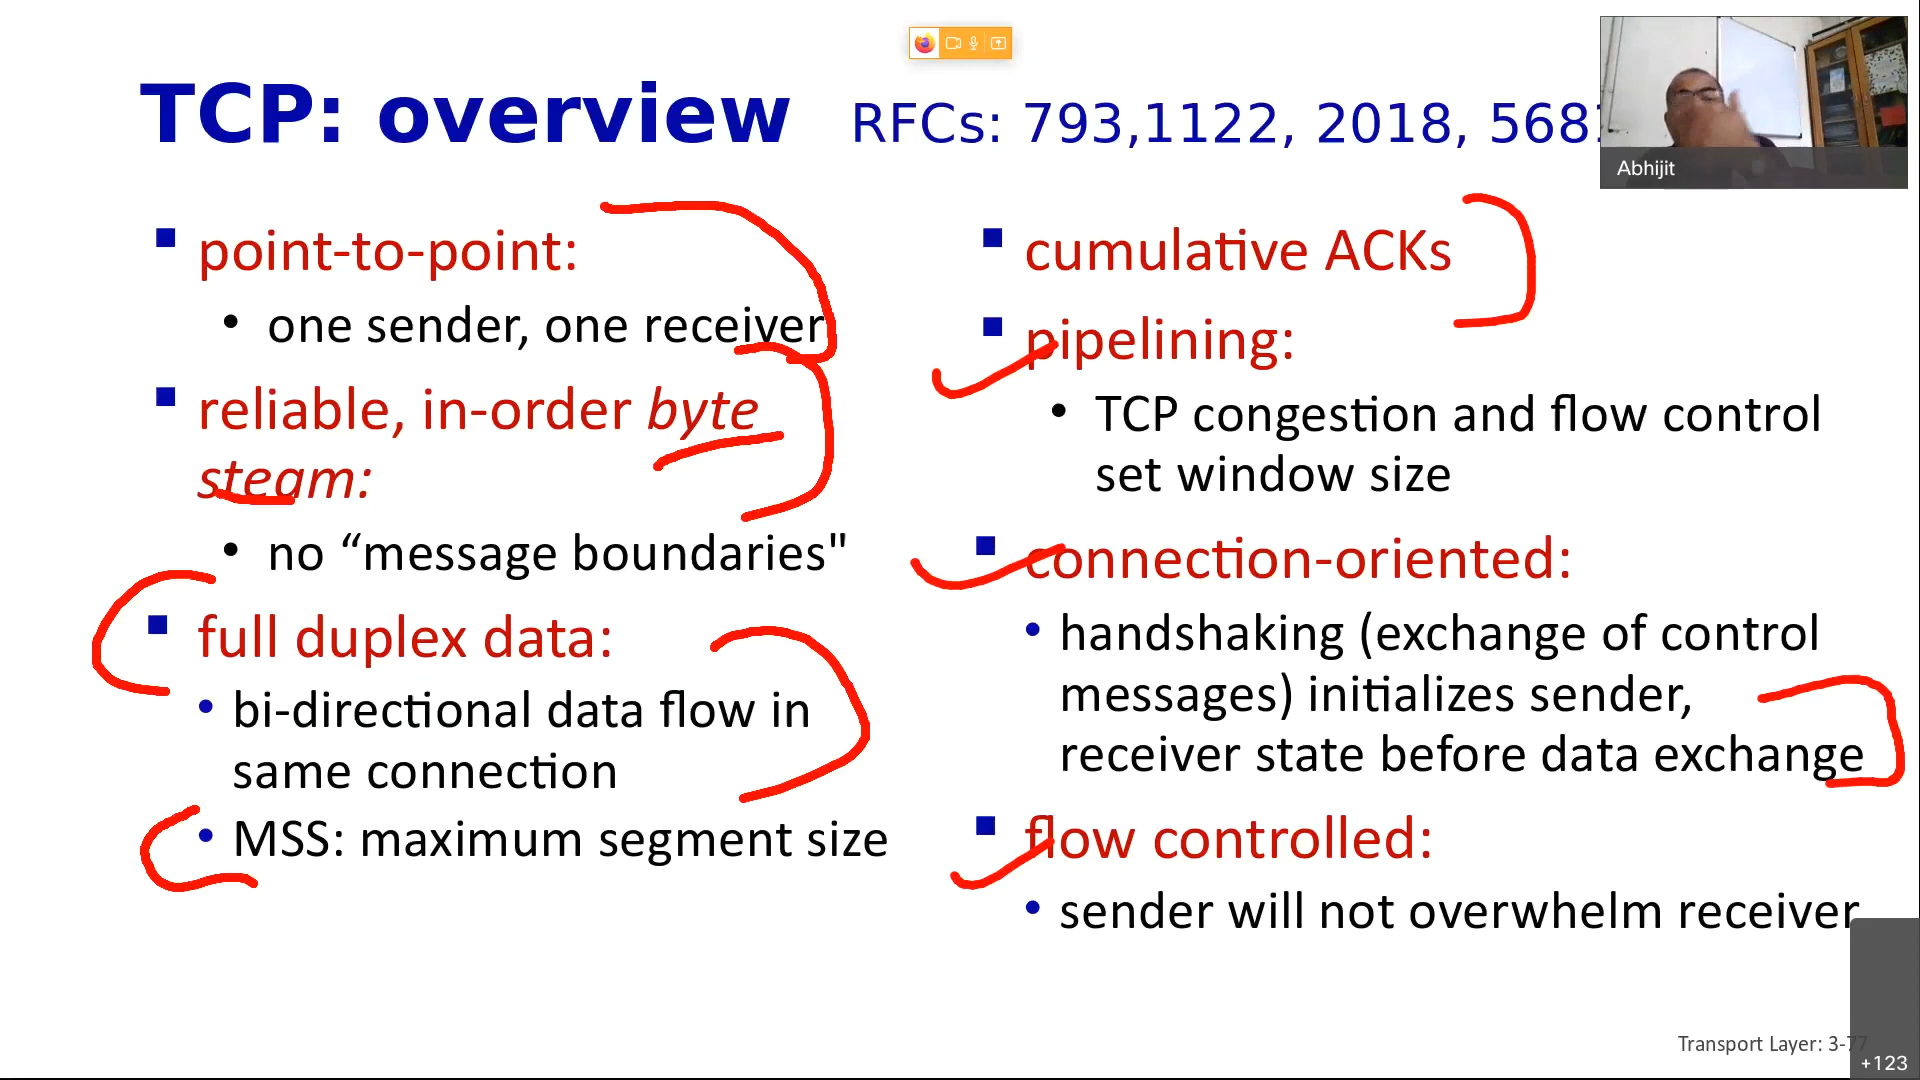 TCP: overview RFCs: 793,1122, 2018, 568
Abhijit
point-to-point:
• one sender, one receiver
reliable, in-order byte
steam:
• no “message boundaries"
full duplex data:
• bi-directional data flow in
same connection
• MSS: maximum segment size
cumulative ACKs
pipelining:
• TCP congestion and flow control
set window size
connection-oriented:
• handshaking (exchange of control
messages) initializes sender,
receiver state before data exchange
flow controlled:
• sender will not overwhelm receiver
Transport Layer: 3-77
+123